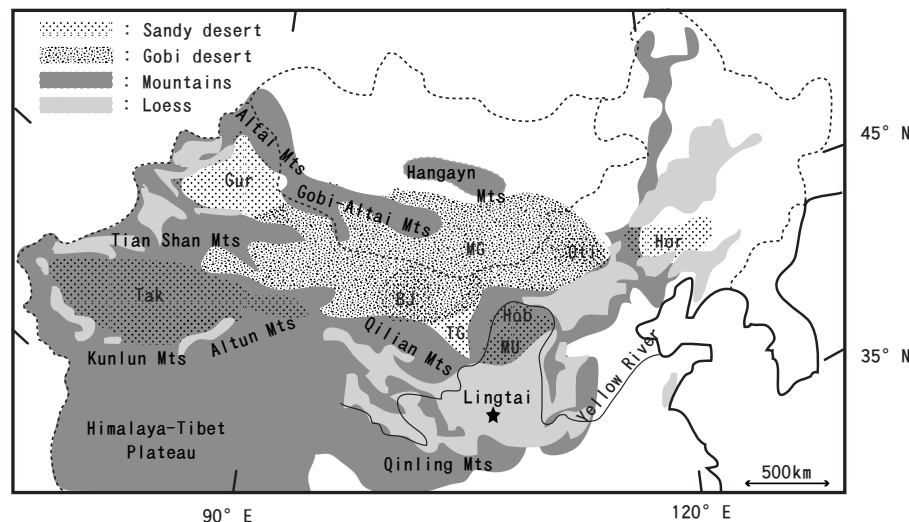 : Sandy desert
: Gobi desert
: Mountains
: Loess
45° N
Altai Mts
Hangayn
Mts
Gur
Gobi-Altai Mts
Tian Shan Mts
MG
Oti
Hor
Tak
BJ
TG
Hob
MU
Altun Mts
Qilian Mts
Kunlun Mts
35° N
Yellow River
Lingtai
Himalaya-Tibet
Plateau
Qinling Mts
500km
90° E
120° E